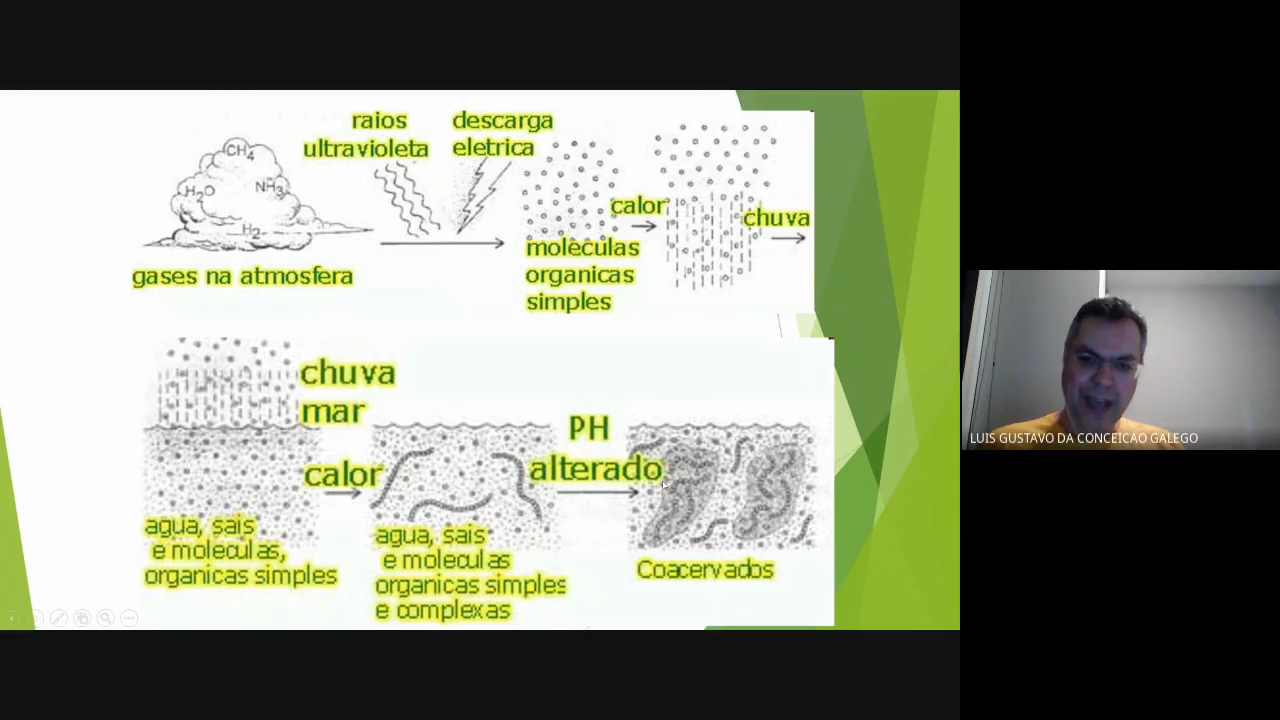 raios
ultravioleta
descarga
eletrica
CH4
H2O
NH3
H2
gases na atmosfera
moleculas
organicas
simples
calor
chuva
chuva
mar
calor
agua, sais
e moleculas,
organicas simples
agua, sais
e moleculas
organicas simples
e complexas
PH
alterado
Coacervados
LUIS GUSTAVO DA CONCEICAO GALEGO